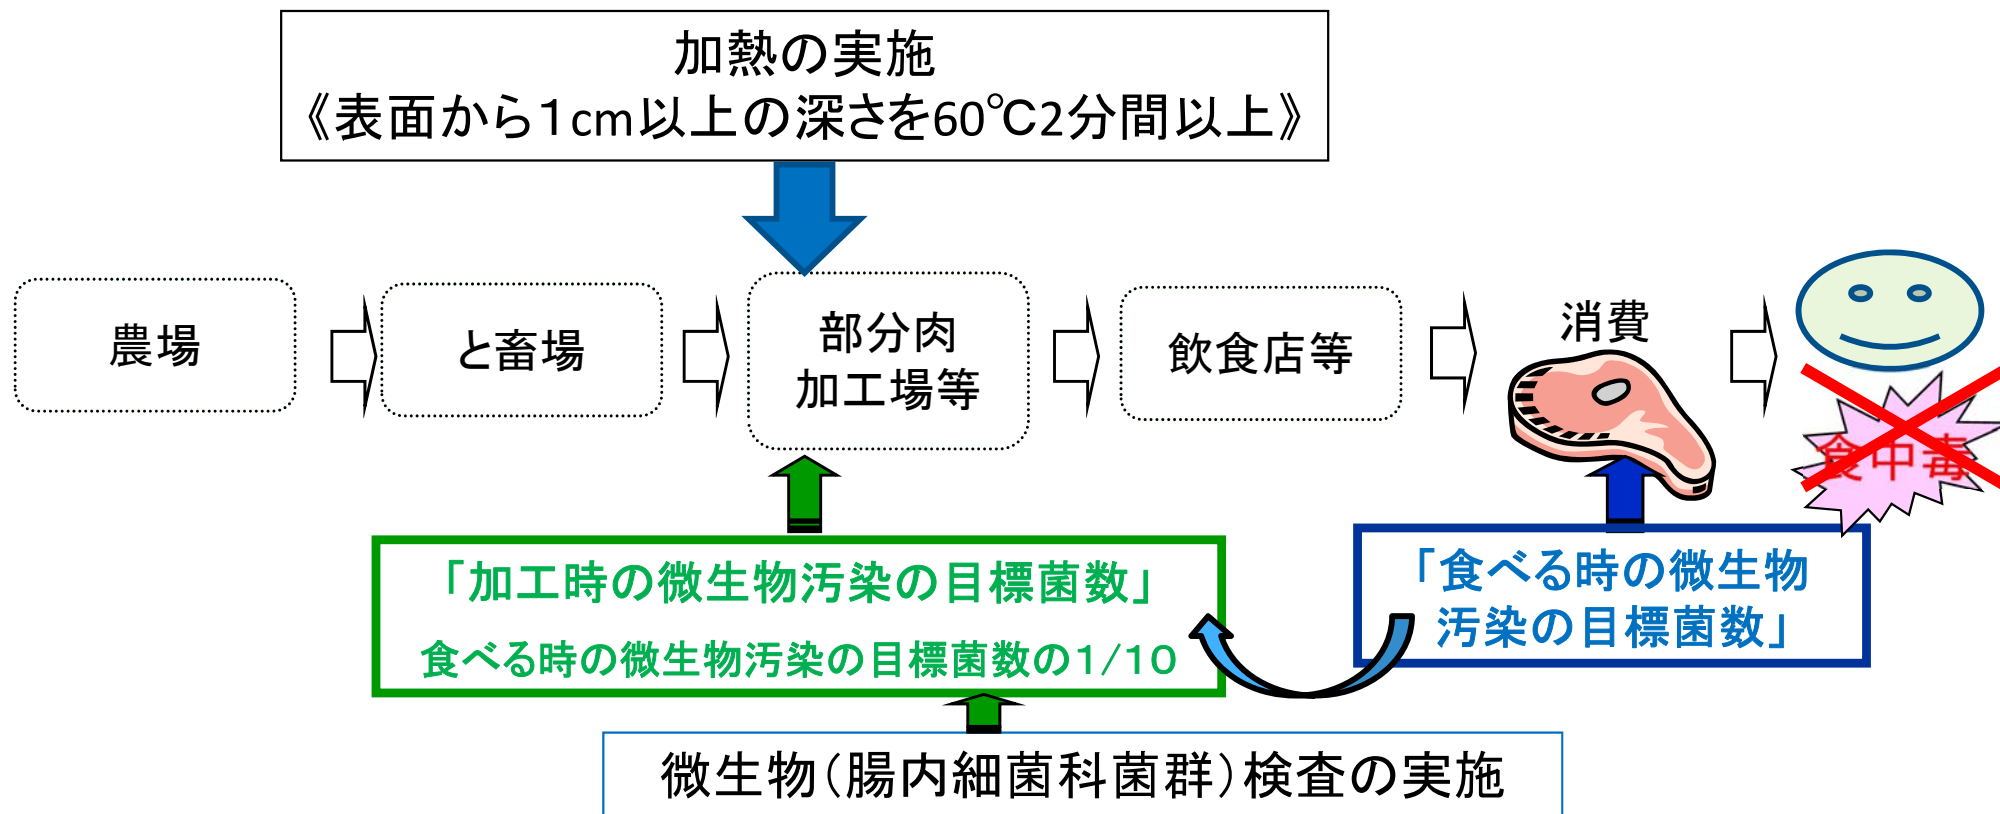 加熱の実施
《表面から1cm以上の深さを60℃2分間以上》
農場
と畜場
部分肉
加工場等
飲食店等
消費
食中毒
「加工時の微生物汚染の目標菌数」
食べる時の微生物汚染の目標菌数の1/10
「食べる時の微生物
汚染の目標菌数」
微生物(腸内細菌科菌群)検査の実施